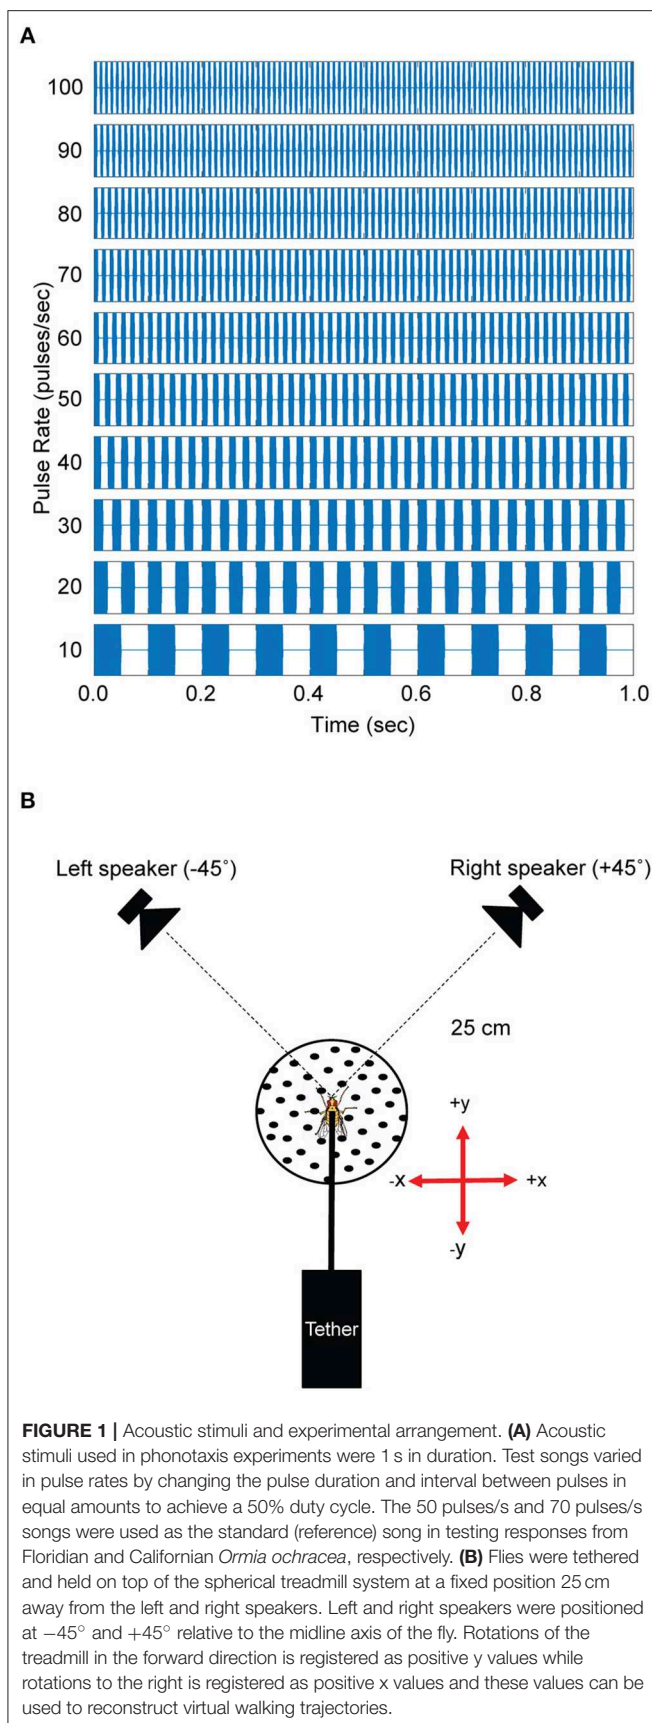 A
100
90
80
70
60
50
40
30
20
10
Pulse Rate (pulses/sec)
0.0 0.2 0.4 0.6 0.8 1.0
Time (sec)
B
Left speaker (-45°) Right speaker (+45°)
25 cm
+y
-x +x
-y
Tether
FIGURE 1 | Acoustic stimuli and experimental arrangement. (A) Acoustic
stimuli used in phonotaxis experiments were 1 s in duration. Test songs varied
in pulse rates by changing the pulse duration and interval between pulses in
equal amounts to achieve a 50% duty cycle. The 50 pulses/s and 70 pulses/s
songs were used as the standard (reference) song in testing responses from
Floridian and Californian Ormia ochracea, respectively. (B) Flies were tethered
and held on top of the spherical treadmill system at a fixed position 25 cm
away from the left and right speakers. Left and right speakers were positioned
at −45° and +45° relative to the midline axis of the fly. Rotations of the
treadmill in the forward direction is registered as positive y values while
rotations to the right is registered as positive x values and these values can be
used to reconstruct virtual walking trajectories.